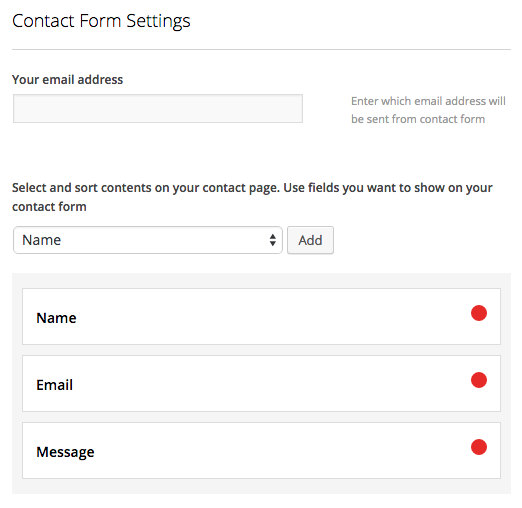 Contact Form Settings
Your email address
Enter which email address will
be sent from contact form
Select and sort contents on your contact page. Use fields you want to show on your
contact form
Name
Add
Name
Email
Message